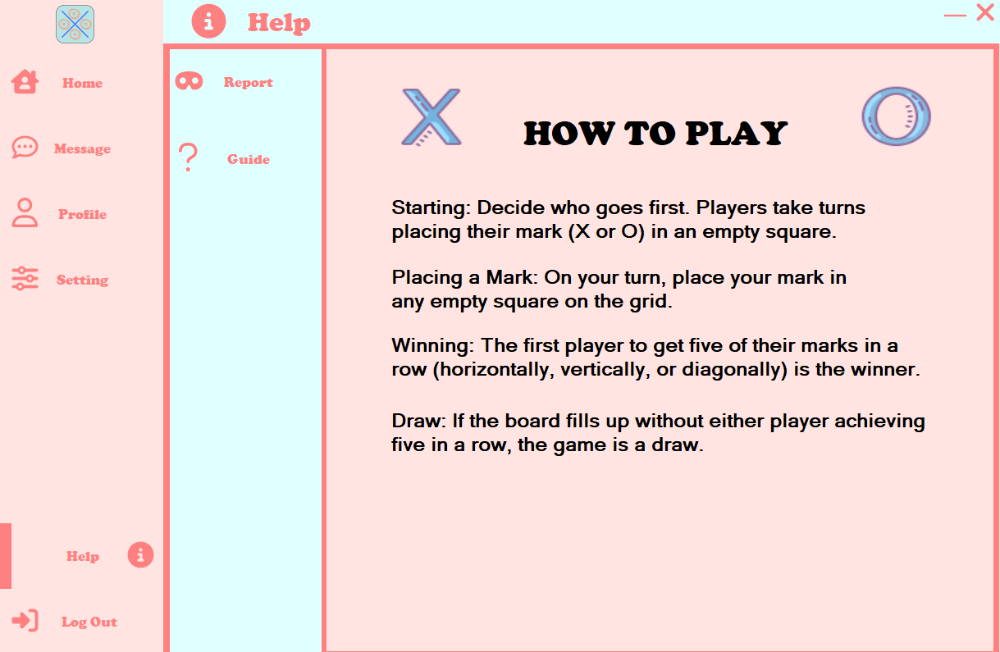 Help
Home
Message
Profile
Setting
Help
Log Out
Report
Guide
HOW TO PLAY
Starting: Decide who goes first. Players take turns
placing their mark (X or O) in an empty square.
Placing a Mark: On your turn, place your mark in
any empty square on the grid.
Winning: The first player to get five of their marks in a
row (horizontally, vertically, or diagonally) is the winner.
Draw: If the board fills up without either player achieving
five in a row, the game is a draw.